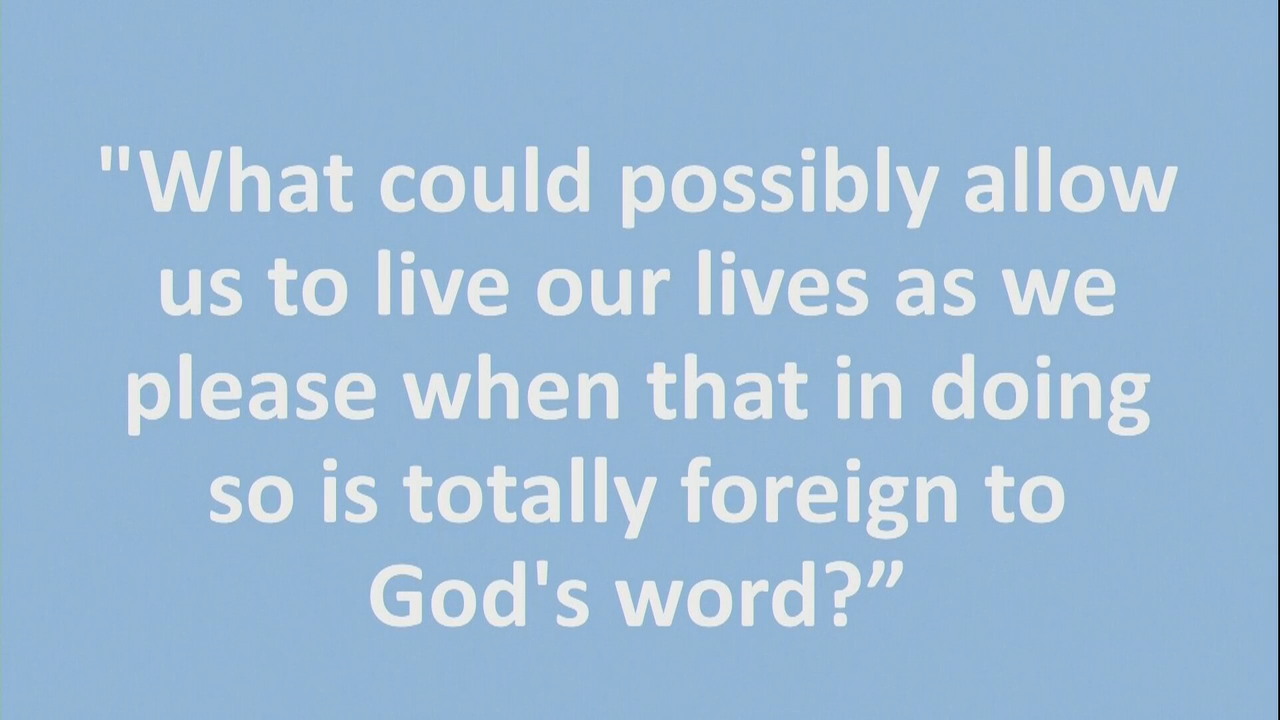 "What could possibly allow
us to live our lives as we
please when that in doing
so is totally foreign to
God's word?”